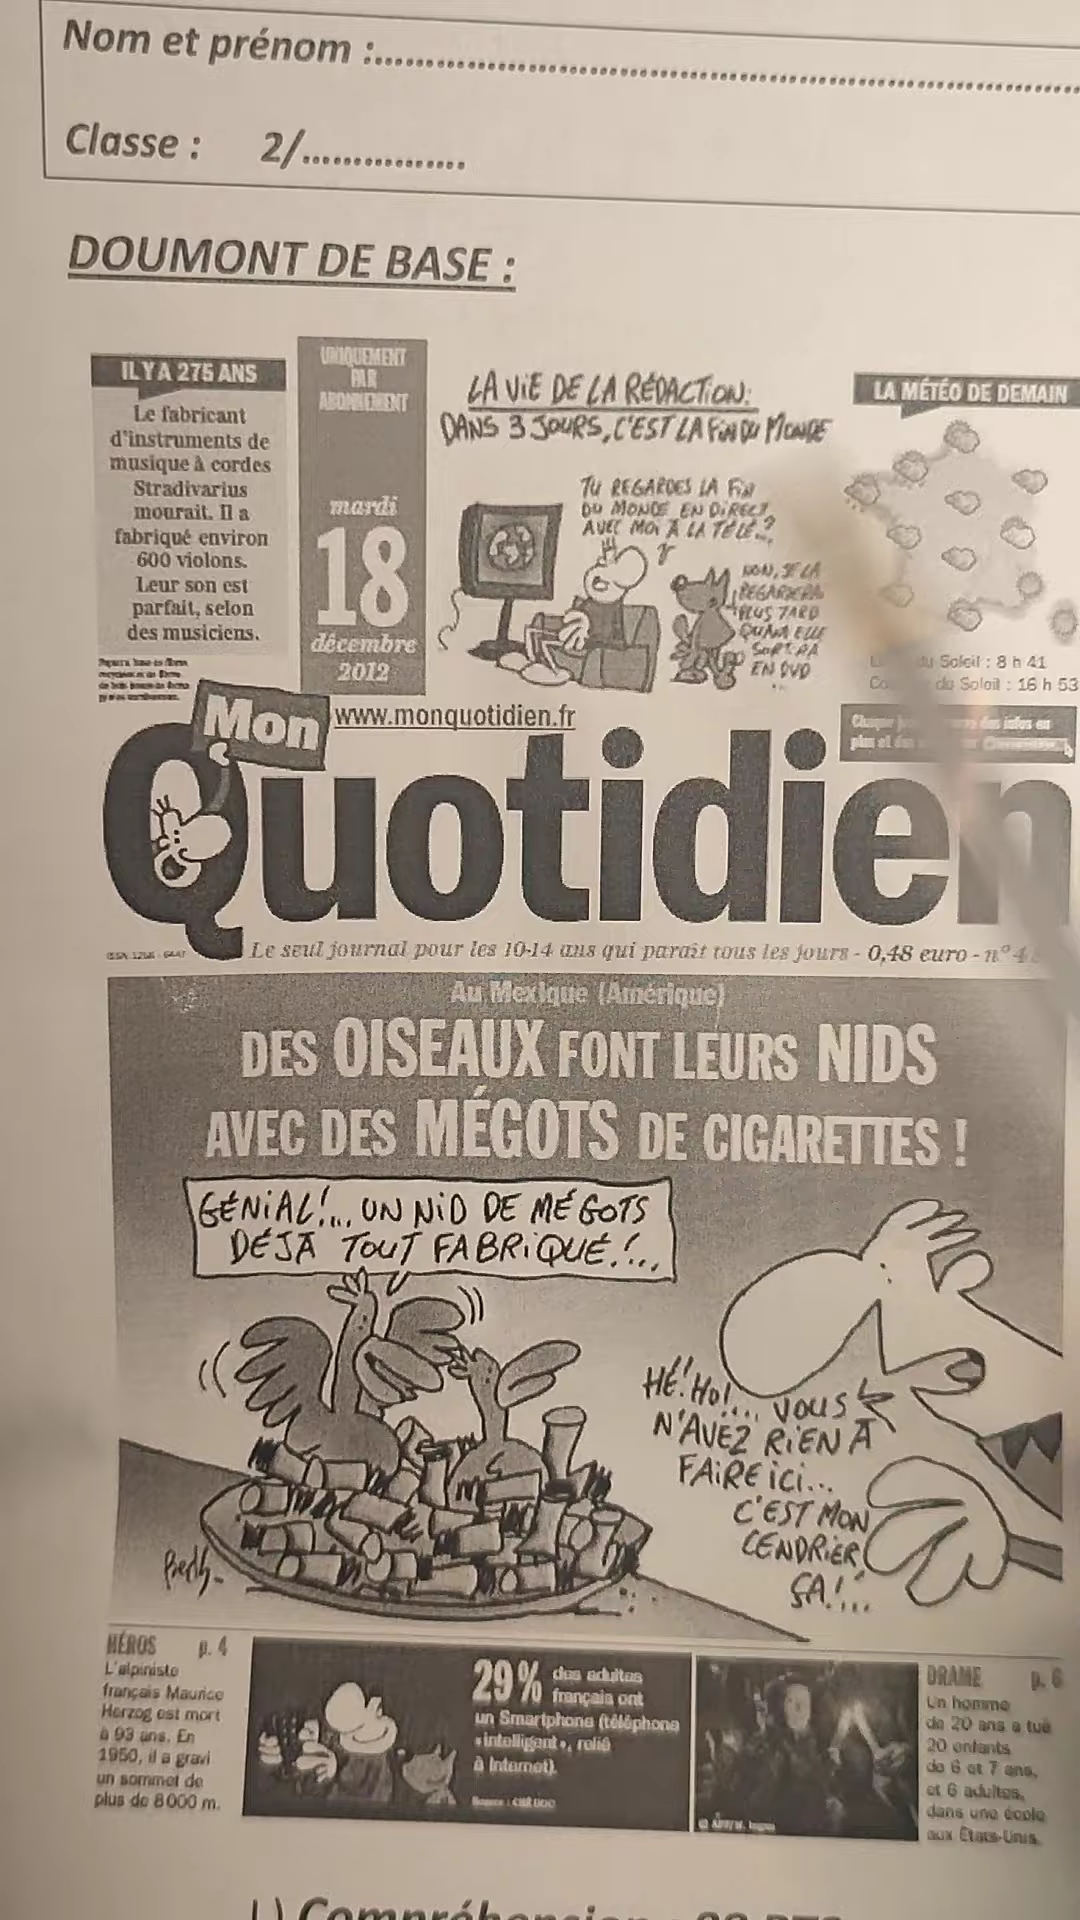 Nom et prénom :
Classe : 2/
DOUMONT DE BASE :
IL Y A 275 ANS
Le fabricant
d'instruments de
musique à cordes
Stradivarius
mourait. Il a
fabriqué environ
600 violons.
Leur son est
parfait, selon
des musiciens.
UNIQUEMENT
PAR
ABONNEMENT
mardi
18
décembre
2012
LA ViE DE LA RÉDACTiON:
DANS 3 JOURS, C'EST LA FiN DU MONDE
TU REGARDES LA FiN
DU MONDE EN DiRECT
AVEC MOi À LA TÉLÉ..?
NON, JE LA
REGARDERAI
PLUS TARD
QUAND ELLE
SORTIRA
EN DVD
...
LA MÉTÉO DE DEMAIN
du Soleil : 8 h 41
du Soleil : 16 h 53
www.monquotidien.fr
Mon
Quotidien
Le seul journal pour les 10-14 ans qui paraît tous les jours - 0,48 euro - n° 4
Au Mexique (Amérique)
DES OISEAUX FONT LEURS NIDS
AVEC DES MÉGOTS DE CIGARETTES !
GÉNiAL!... UN NiD DE MÉGOTS
DÉJÀ TOUT FABRiQUÉ!...
HÉ! HO!... VOUS
N'AVEZ RiEN À
FAiRE iCi...
C'EST MON
CENDRiER
ÇA!...
HÉROS p. 4
L'alpiniste
français Maurice
Herzog est mort
à 93 ans. En
1950, il a gravi
un sommet de
plus de 8 000 m.
29% des adultes
français ont
un Smartphone (téléphone
«intelligent», relié
à Internet).
DRAME p. 6
Un homme
de 20 ans a tué
20 enfants
de 6 et 7 ans,
et 6 adultes,
dans une école
aux États-Unis.